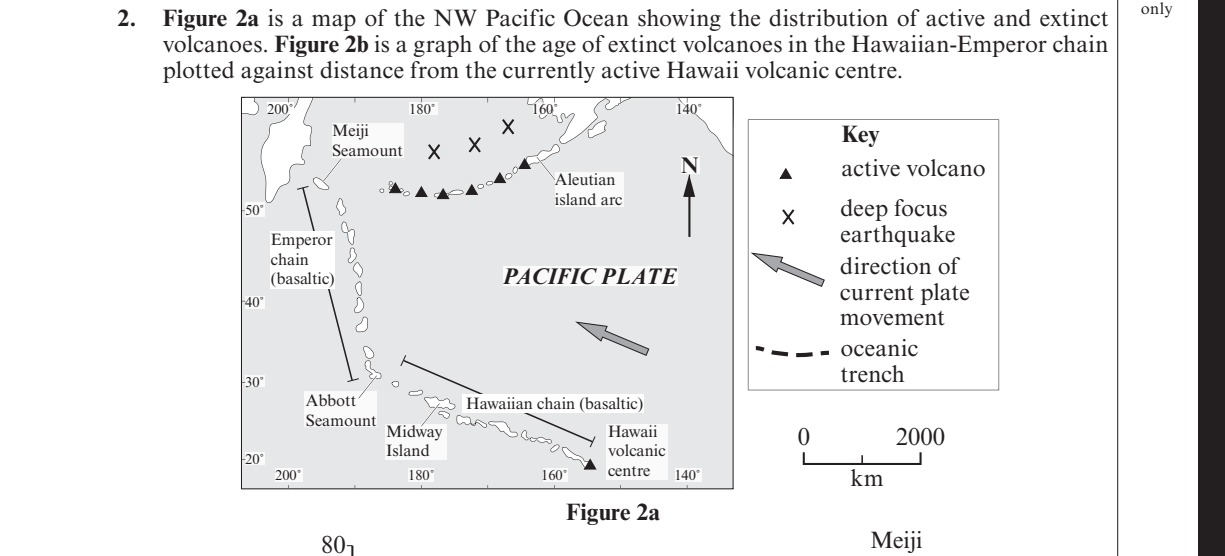 only
2. Figure 2a is a map of the NW Pacific Ocean showing the distribution of active and extinct
volcanoes. Figure 2b is a graph of the age of extinct volcanoes in the Hawaiian-Emperor chain
plotted against distance from the currently active Hawaii volcanic centre.
200° 180° 160° 140°
Meiji
Seamount
N
Aleutian
island arc
50°
Emperor
chain
(basaltic)
PACIFIC PLATE
40°
30°
Abbott
Seamount
Hawaiian chain (basaltic)
Midway
Island
Hawaii
volcanic
centre
20°
200° 180° 160° 140°
Key
active volcano
deep focus
earthquake
direction of
current plate
movement
oceanic
trench
0 2000
km
Figure 2a
80
Meiji